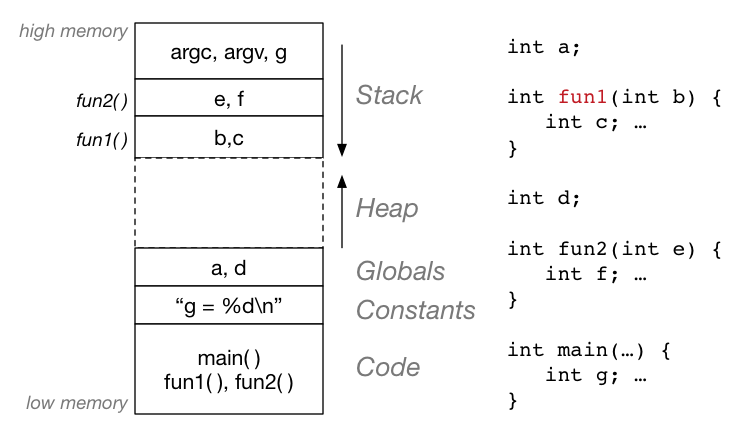 high memory
argc, argv, g
fun2()
e, f
fun1()
b,c
Stack
Heap
a, d
Globals
“g = %d\n”
Constants
main()
fun1(), fun2()
Code
low memory
int a;
int fun1(int b) {
int c; …
}
int d;
int fun2(int e) {
int f; …
}
int main(…) {
int g; …
}